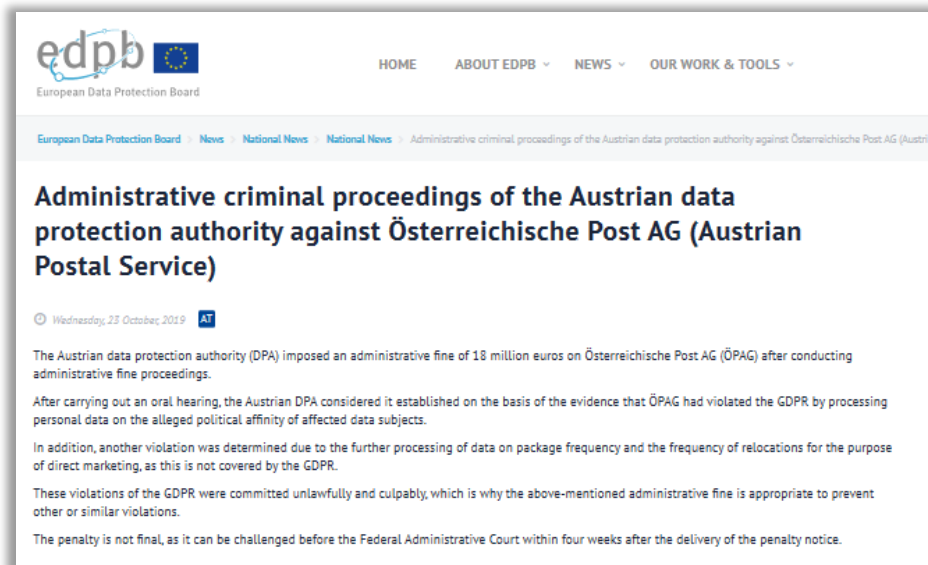 edpb
European Data Protection Board
HOME ABOUT EDPB NEWS OUR WORK & TOOLS
European Data Protection Board > News > National News > National News > Administrative criminal proceedings of the Austrian data protection authority against Österreichische Post AG (Austri
Administrative criminal proceedings of the Austrian data
protection authority against Österreichische Post AG (Austrian
Postal Service)
Wednesday, 23 October, 2019 AT
The Austrian data protection authority (DPA) imposed an administrative fine of 18 million euros on Österreichische Post AG (ÖPAG) after conducting
administrative fine proceedings.
After carrying out an oral hearing, the Austrian DPA considered it established on the basis of the evidence that ÖPAG had violated the GDPR by processing
personal data on the alleged political affinity of affected data subjects.
In addition, another violation was determined due to the further processing of data on package frequency and the frequency of relocations for the purpose
of direct marketing, as this is not covered by the GDPR.
These violations of the GDPR were committed unlawfully and culpably, which is why the above-mentioned administrative fine is appropriate to prevent
other or similar violations.
The penalty is not final, as it can be challenged before the Federal Administrative Court within four weeks after the delivery of the penalty notice.